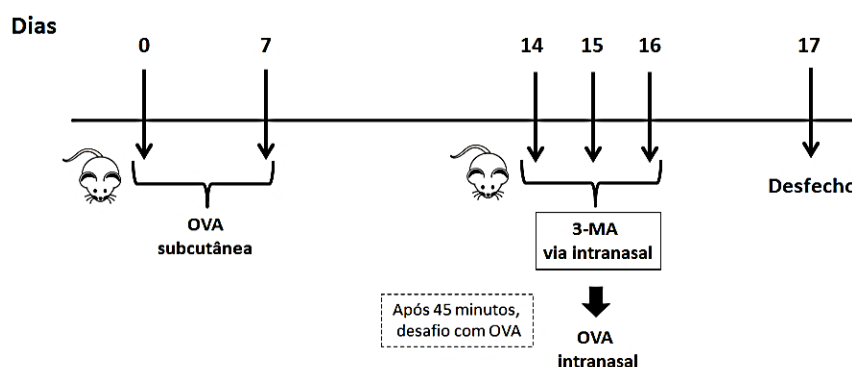 Dias
0
7
14
15
16
17
OVA
subcutânea
3-MA
via intranasal
Desfecho
Após 45 minutos,
desafio com OVA
OVA
intranasal